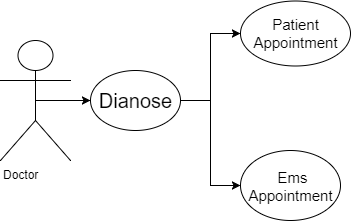 Patient
Appointment
Dianose
Doctor
Ems
Appointment